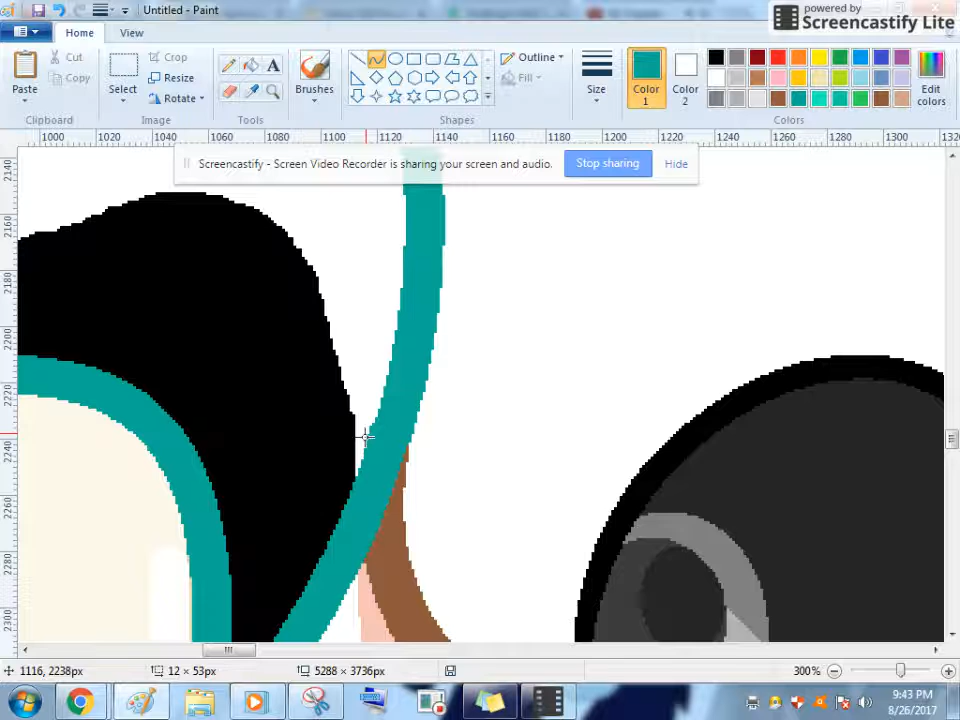 Untitled - Paint
powered by
Screencastify Lite
Home
View
Paste
Cut
Copy
Clipboard
Select
Crop
Resize
Rotate
Image
A
Tools
Brushes
Outline
Fill
Shapes
Size
Color
1
Color
2
Edit
colors
Colors
1000 1020 1040 1060 1080 1100 1120 1140 1160 1180 1200 1220 1240 1260 1280 1300 1320
Screencastify - Screen Video Recorder is sharing your screen and audio.
Stop sharing
Hide
2140
2160
2180
2200
2220
2240
2260
2280
2300
1116, 2238px
12 × 53px
5288 × 3736px
300%
9:43 PM
8/26/2017